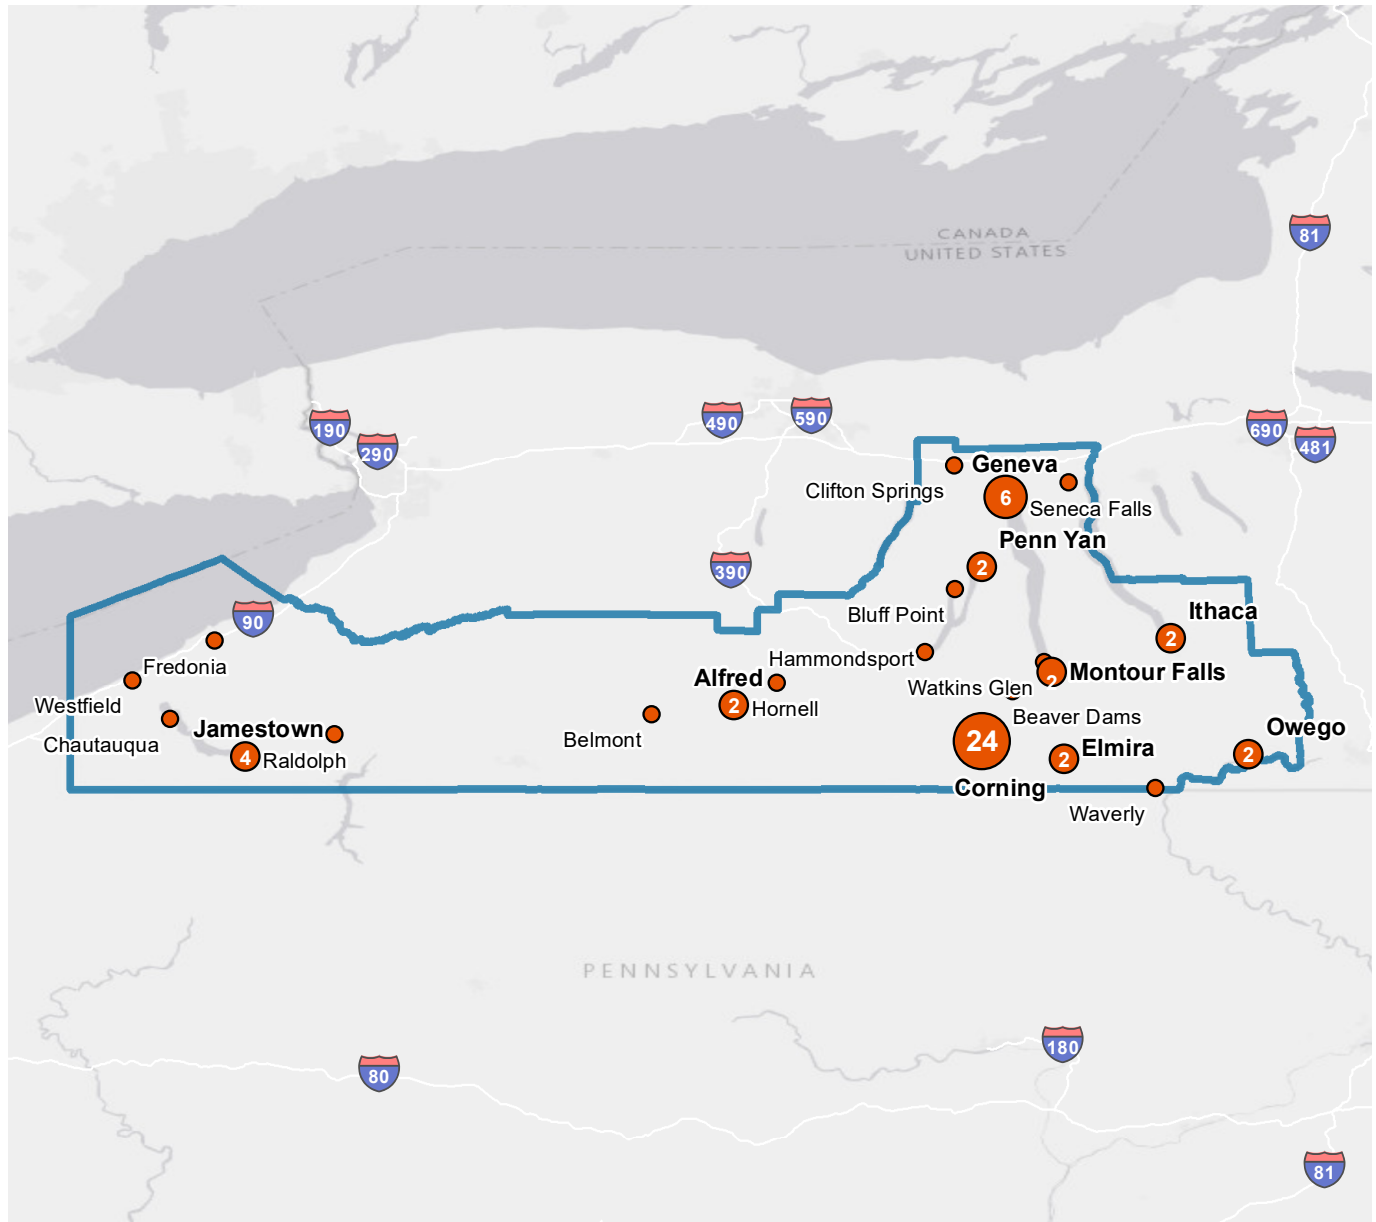 CANADA
UNITED STATES
81
190
290
490
590
690
481
Geneva
Clifton Springs
6
Seneca Falls
Penn Yan
2
390
Bluff Point
90
Ithaca
2
Fredonia
Hammondsport
Westfield
Alfred
Montour Falls
2
Watkins Glen
2
Hornell
Beaver Dams
Chautauqua
Jamestown
4
Raldolph
Belmont
24
Elmira
2
Owego
2
Corning
Waverly
PENNSYLVANIA
180
80
81